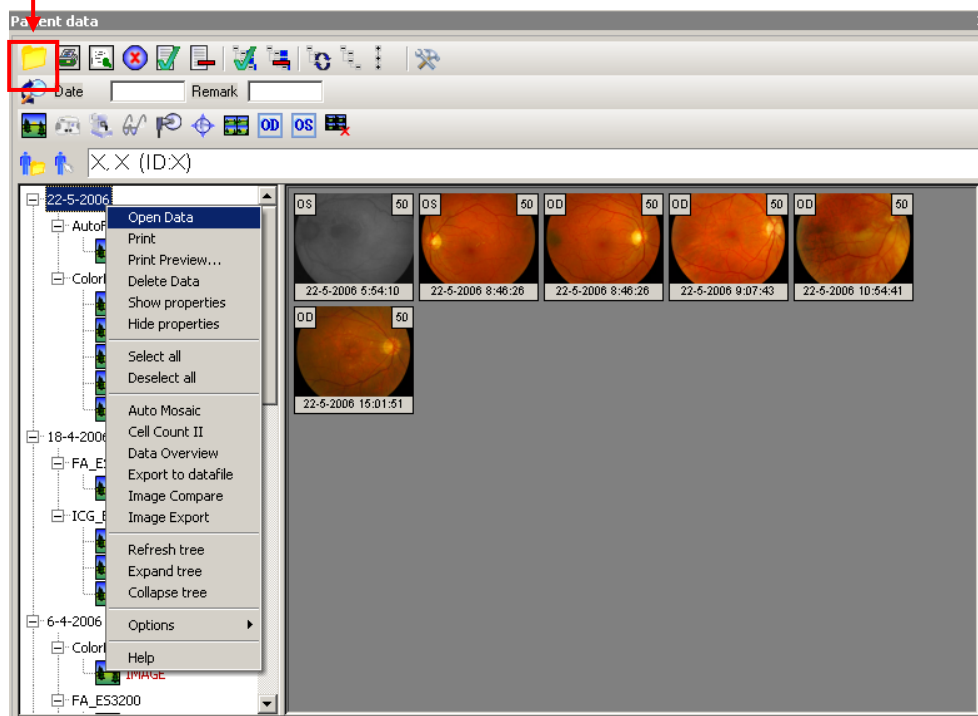 Patient data
Date Remark
OD OS
X, X (ID:X)
22-5-2006
AutoF
Color
18-4-2006
FA_E
ICG_
6-4-2006
Color
IMAGE
FA_ES3200
Open Data
Print
Print Preview...
Delete Data
Show properties
Hide properties
Select all
Deselect all
Auto Mosaic
Cell Count II
Data Overview
Export to datafile
Image Compare
Image Export
Refresh tree
Expand tree
Collapse tree
Options
Help
OS 50 OS 50 OD 50 OD 50 OD 50
22-5-2006 5:54:10 22-5-2006 8:46:26 22-5-2006 8:46:26 22-5-2006 9:07:43 22-5-2006 10:54:41
OD 50
22-5-2006 15:01:51